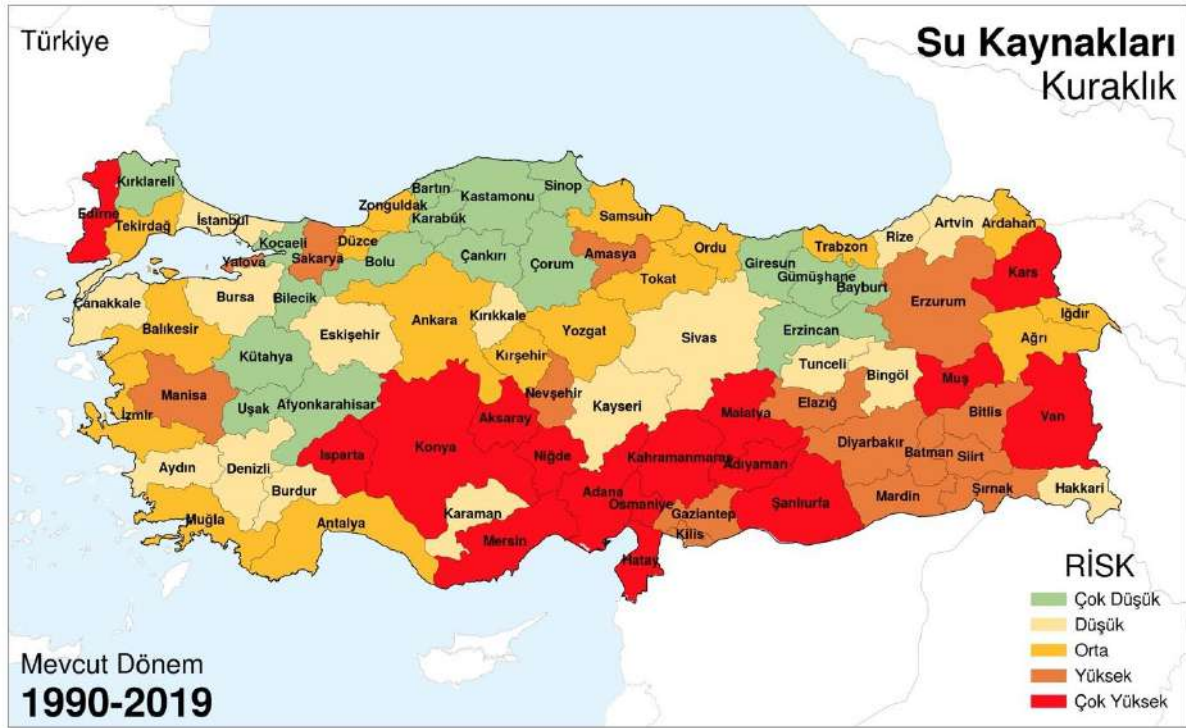 Türkiye
Su Kaynakları
Kuraklık
Kırklareli
Edirne
Tekirdağ
İstanbul
Kocaeli
Yalova
Sakarya
Düzce
Zonguldak
Bartın
Karabük
Kastamonu
Sinop
Samsun
Bolu
Çankırı
Çorum
Amasya
Ordu
Tokat
Giresun
Gümüşhane
Bayburt
Trabzon
Rize
Artvin
Ardahan
Kars
Erzurum
Iğdır
Ağrı
Çanakkale
Bursa
Bilecik
Balıkesir
Eskişehir
Ankara
Kırıkkale
Yozgat
Sivas
Erzincan
Kütahya
Kırşehir
Tunceli
Bingöl
Muş
Manisa
Uşak
Afyonkarahisar
Nevşehir
Kayseri
Malatya
Elazığ
Bitlis
Van
İzmir
Aksaray
Konya
Isparta
Niğde
Kahramanmaraş
Adıyaman
Diyarbakır
Batman
Siirt
Aydın
Denizli
Burdur
Karaman
Adana
Osmaniye
Gaziantep
Şanlıurfa
Mardin
Şırnak
Hakkari
Muğla
Antalya
Mersin
Kilis
Hatay
RİSK
Çok Düşük
Düşük
Orta
Yüksek
Çok Yüksek
Mevcut Dönem
1990-2019